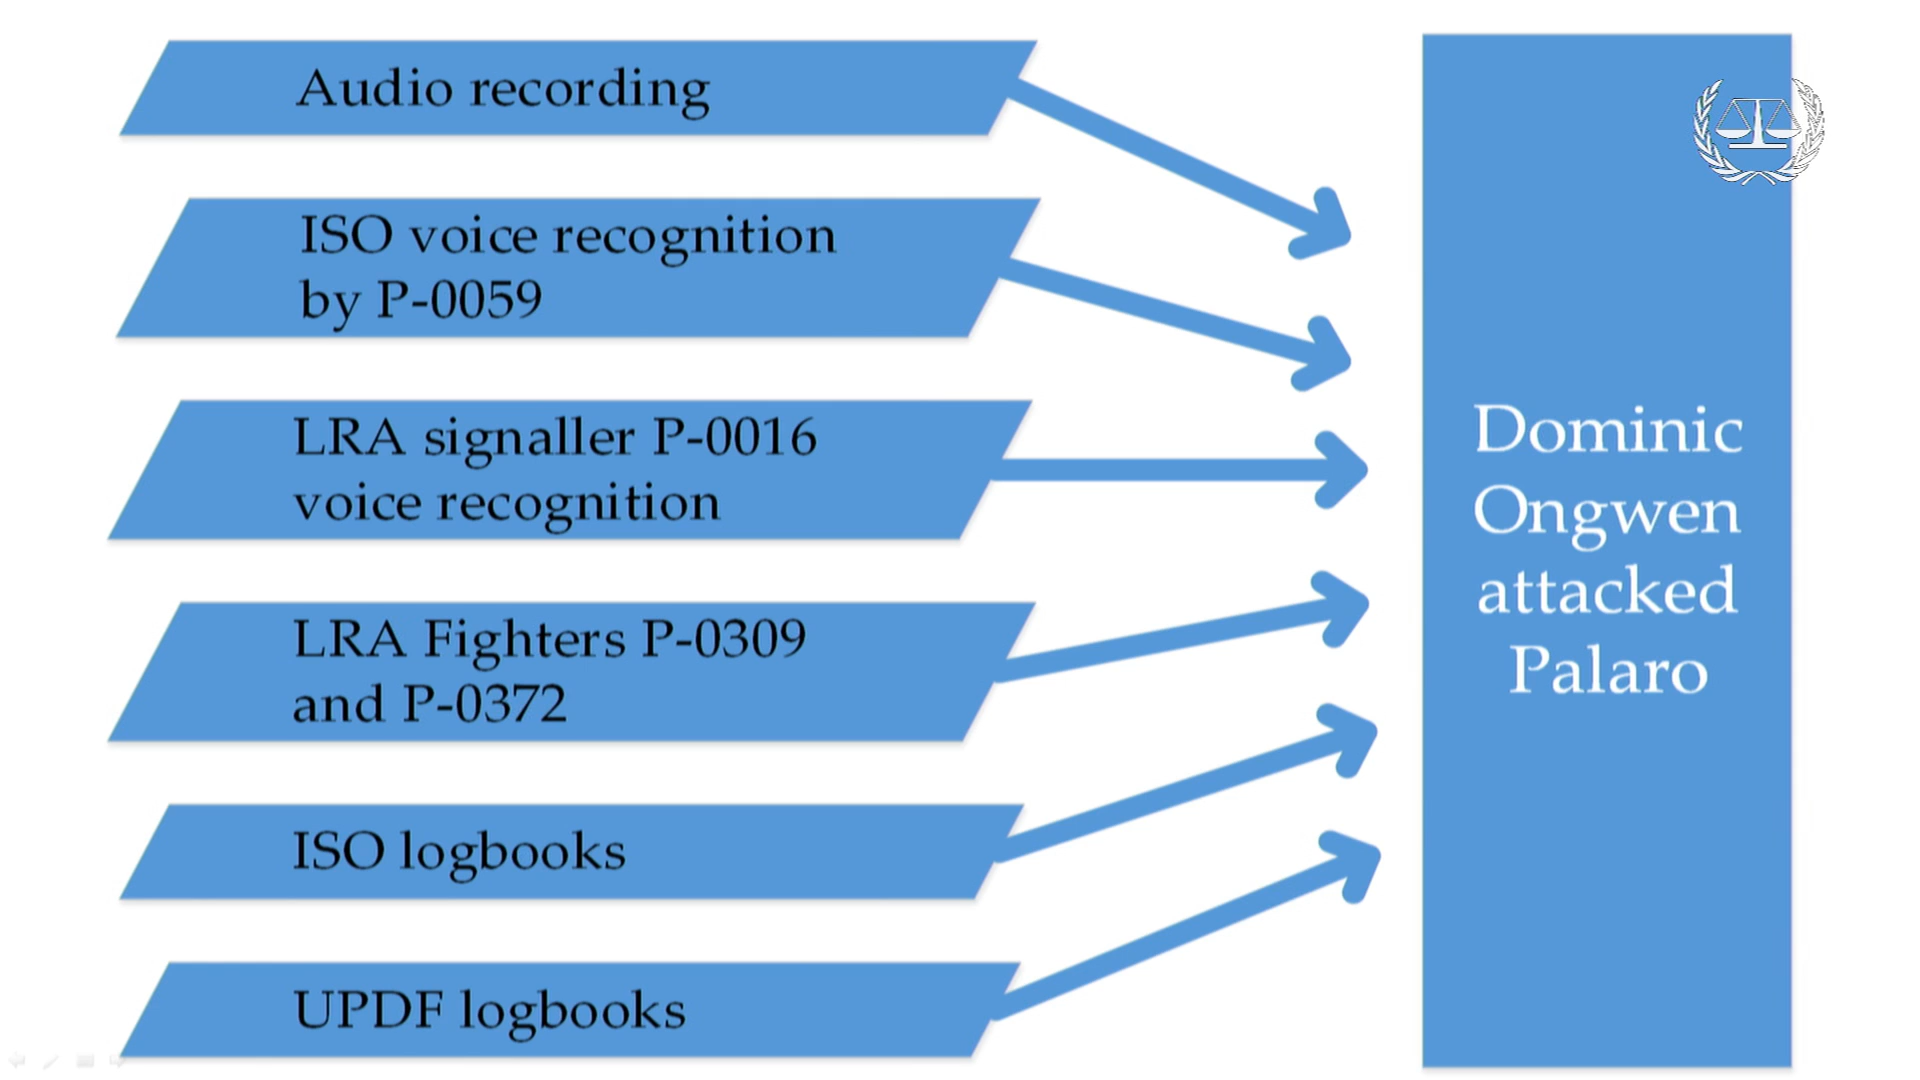 Audio recording
ISO voice recognition
by P-0059
LRA signaller P-0016
voice recognition
LRA Fighters P-0309
and P-0372
ISO logbooks
UPDF logbooks
Dominic
Ongwen
attacked
Palaro